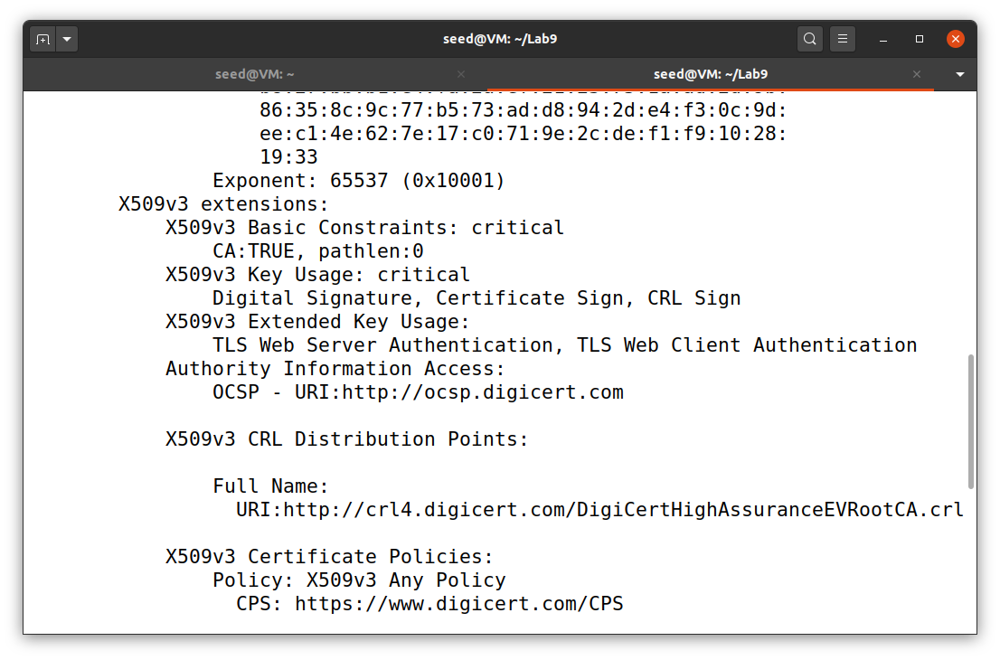 seed@VM: ~/Lab9
seed@VM: ~
seed@VM: ~/Lab9
86:35:8c:9c:77:b5:73:ad:d8:94:2d:e4:f3:0c:9d:
ee:c1:4e:62:7e:17:c0:71:9e:2c:de:f1:f9:10:28:
19:33
Exponent: 65537 (0x10001)
X509v3 extensions:
X509v3 Basic Constraints: critical
CA:TRUE, pathlen:0
X509v3 Key Usage: critical
Digital Signature, Certificate Sign, CRL Sign
X509v3 Extended Key Usage:
TLS Web Server Authentication, TLS Web Client Authentication
Authority Information Access:
OCSP - URI:http://ocsp.digicert.com
X509v3 CRL Distribution Points:
Full Name:
URI:http://crl4.digicert.com/DigiCertHighAssuranceEVRootCA.crl
X509v3 Certificate Policies:
Policy: X509v3 Any Policy
CPS: https://www.digicert.com/CPS